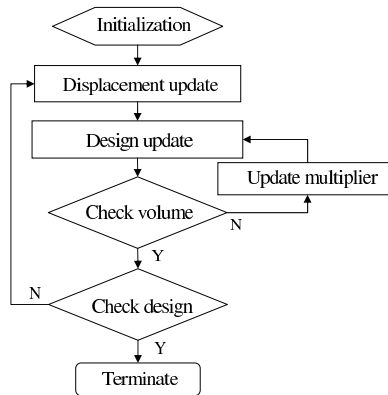 Initialization
Displacement update
Design update
Update multiplier
Check volume
N
Y
N
Check design
Y
Terminate